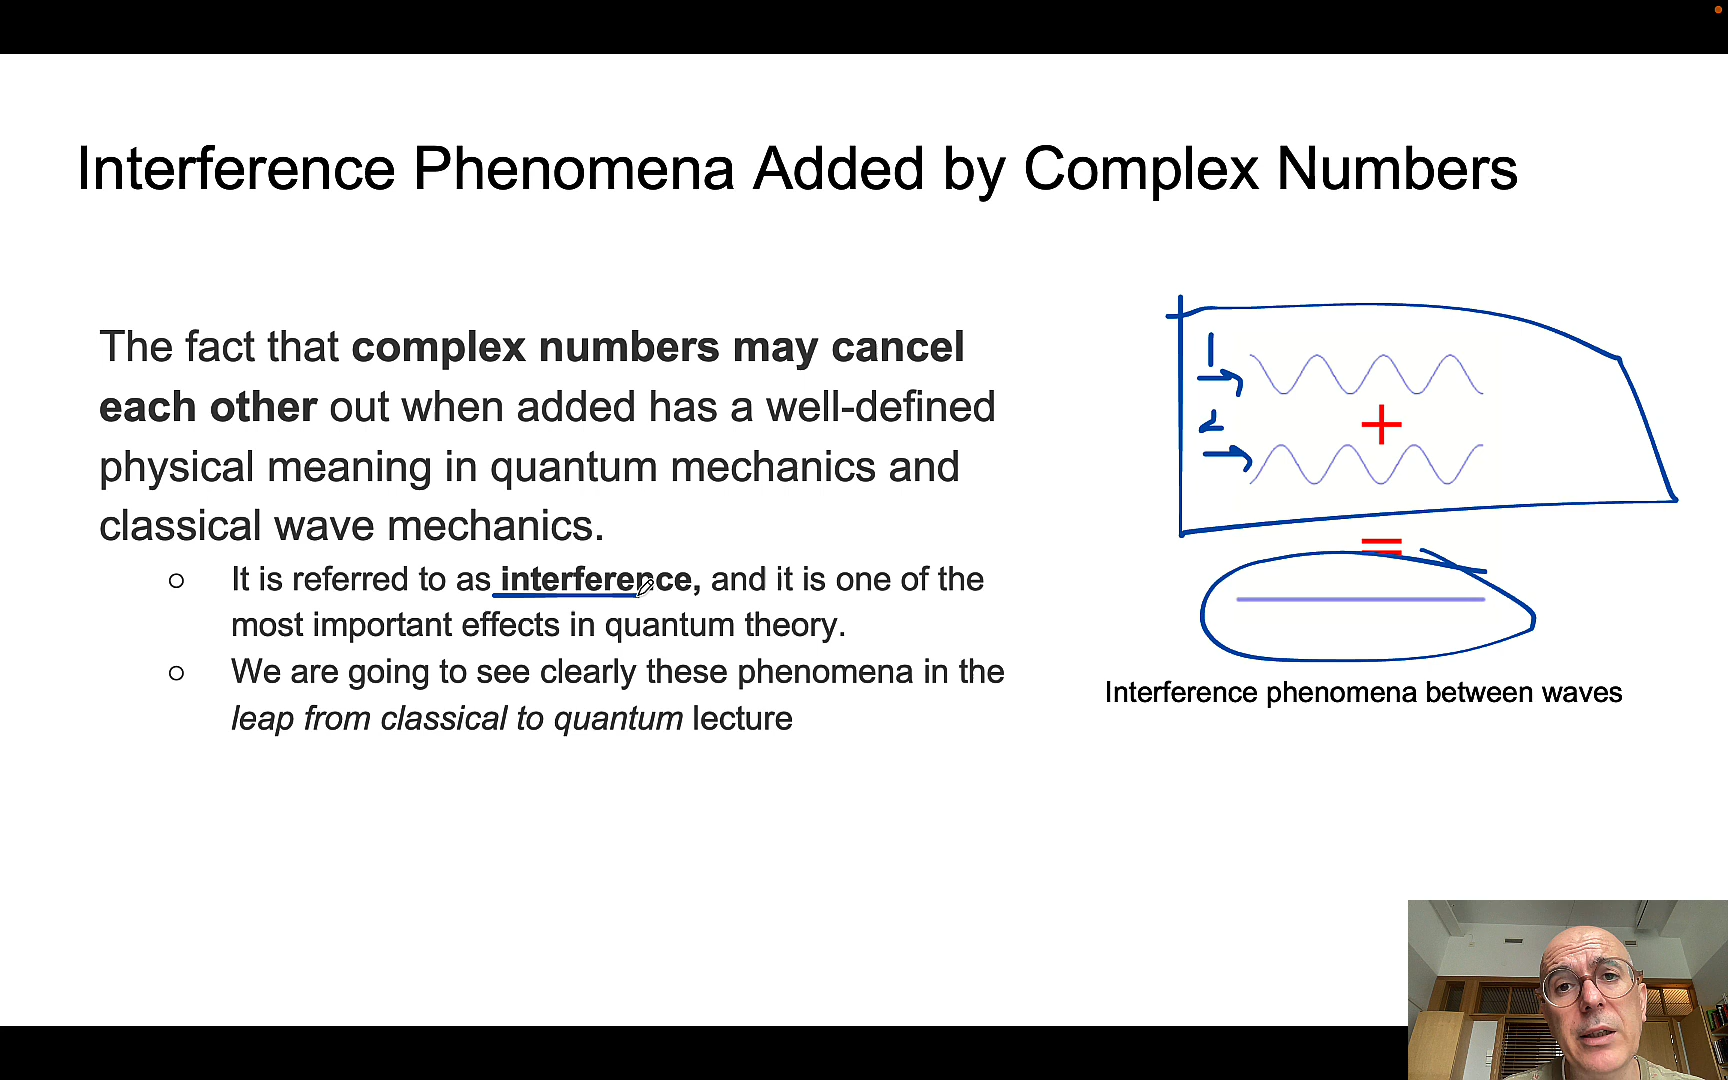 Interference Phenomena Added by Complex Numbers
The fact that complex numbers may cancel
each other out when added has a well-defined
physical meaning in quantum mechanics and
classical wave mechanics.
○ It is referred to as interference, and it is one of the
most important effects in quantum theory.
○ We are going to see clearly these phenomena in the
leap from classical to quantum lecture
1
+
2
=
Interference phenomena between waves